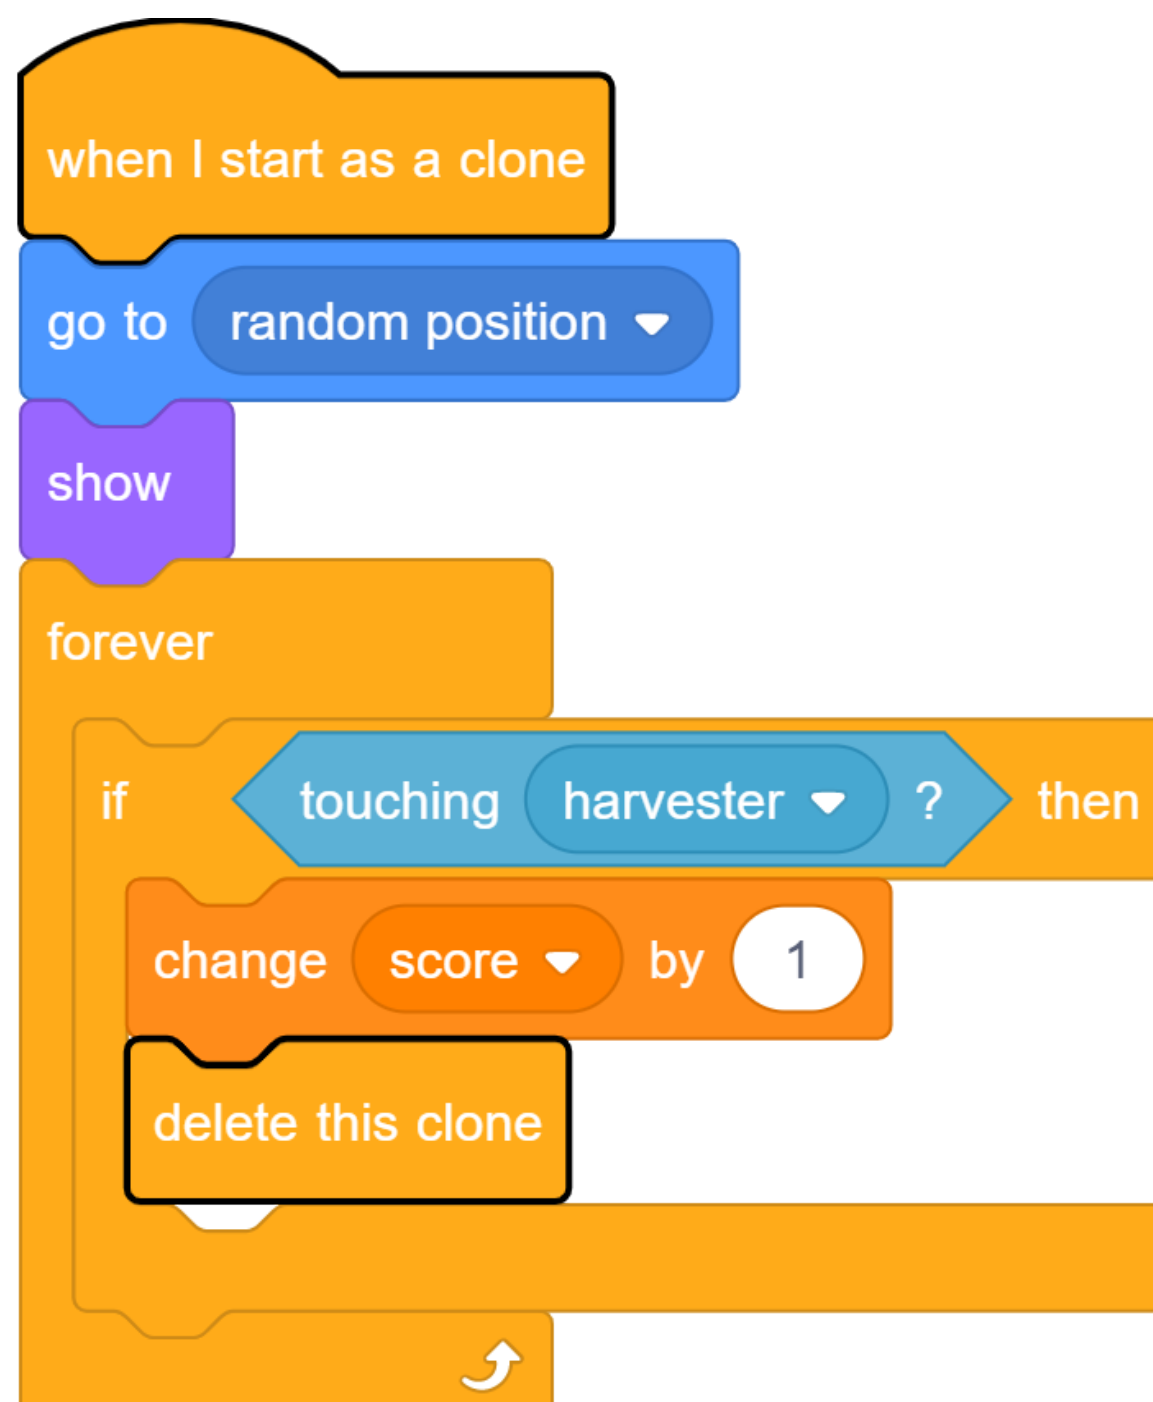 when I start as a clone
go to random position
show
forever
if touching harvester ? then
change score by 1
delete this clone